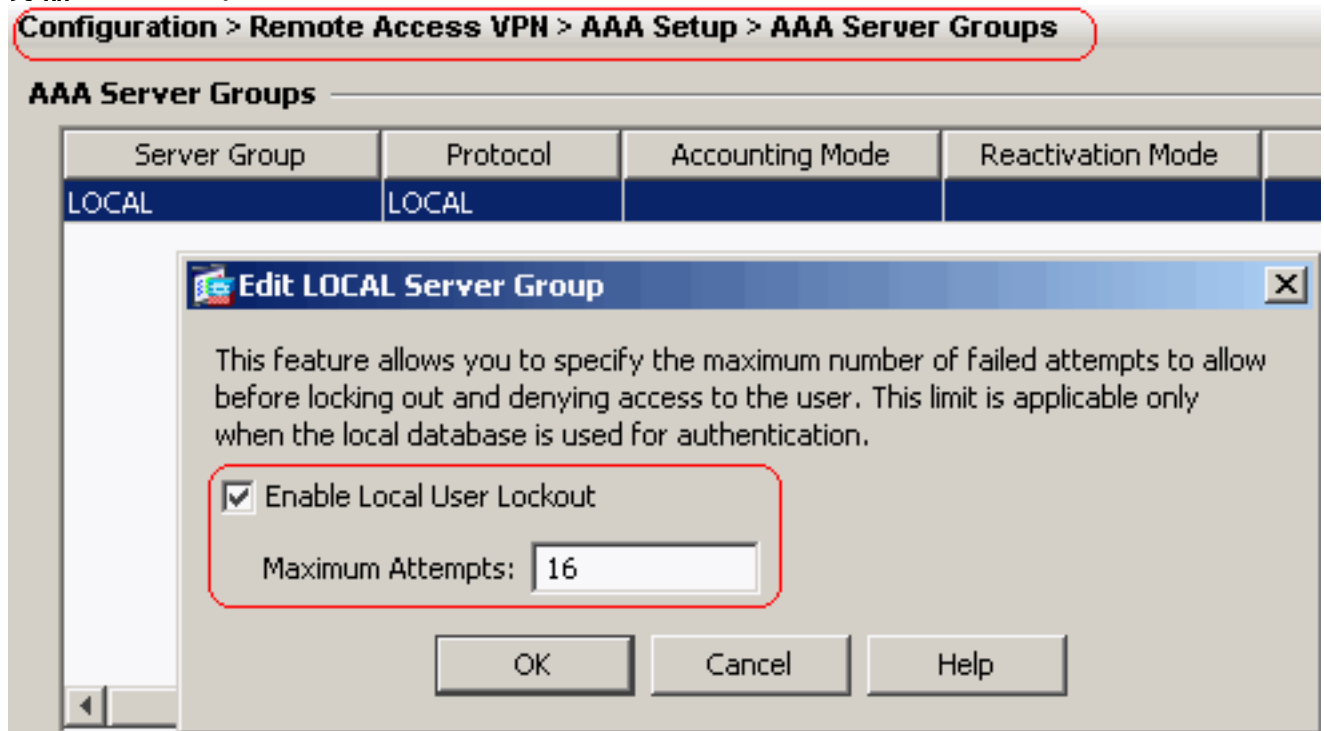 Configuration > Remote Access VPN > AAA Setup > AAA Server Groups
AAA Server Groups
Server Group Protocol Accounting Mode Reactivation Mode
LOCAL LOCAL
Edit LOCAL Server Group
This feature allows you to specify the maximum number of failed attempts to allow
before locking out and denying access to the user. This limit is applicable only
when the local database is used for authentication.
Enable Local User Lockout
Maximum Attempts: 16
OK Cancel Help